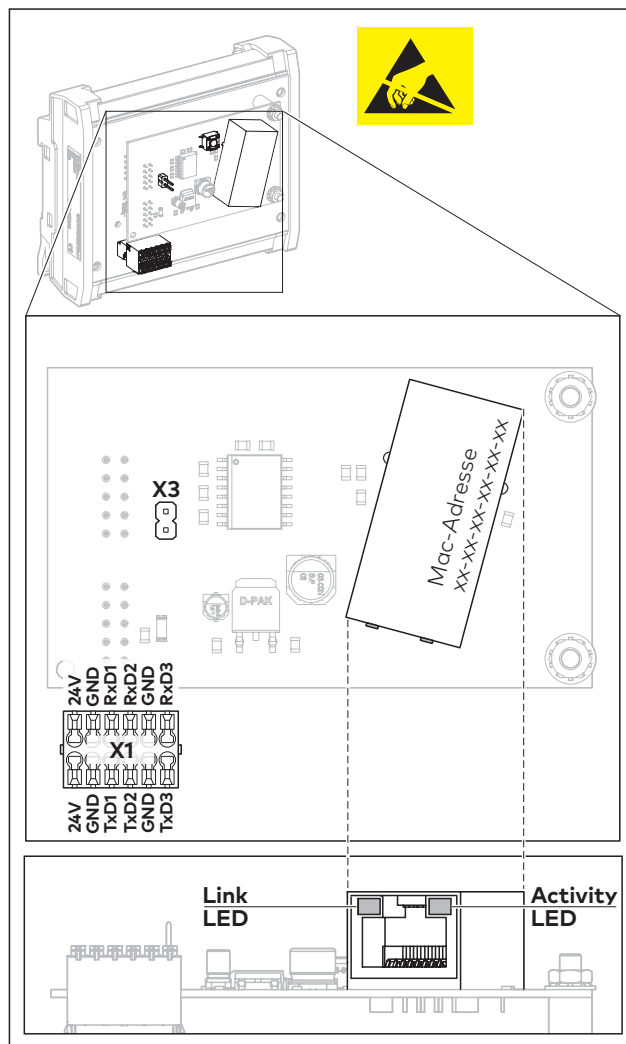 Mac-Adresse
xx-xx-xx-xx-xx-xx
X3
D-PAK
24V
GND
RxD1
RxD2
GND
RxD3
X1
24V
GND
TxD1
TxD2
GND
TxD3
Link
LED
Activity
LED